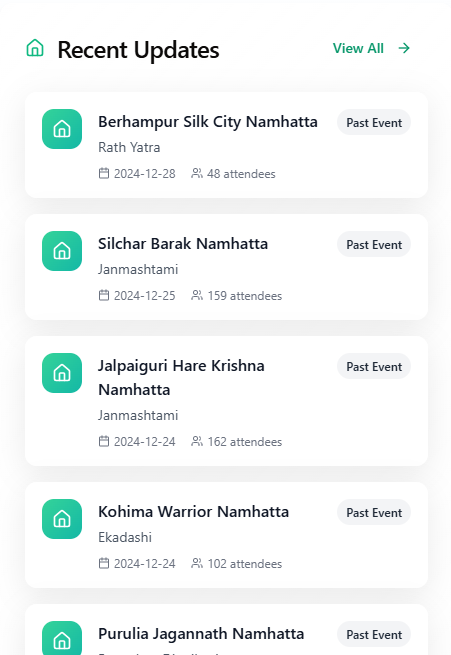 Recent Updates
View All
Berhampur Silk City Namhatta
Past Event
Rath Yatra
2024-12-28
48 attendees
Silchar Barak Namhatta
Past Event
Janmashtami
2024-12-25
159 attendees
Jalpaiguri Hare Krishna
Namhatta
Past Event
Janmashtami
2024-12-24
162 attendees
Kohima Warrior Namhatta
Past Event
Ekadashi
2024-12-24
102 attendees
Purulia Jagannath Namhatta
Past Event